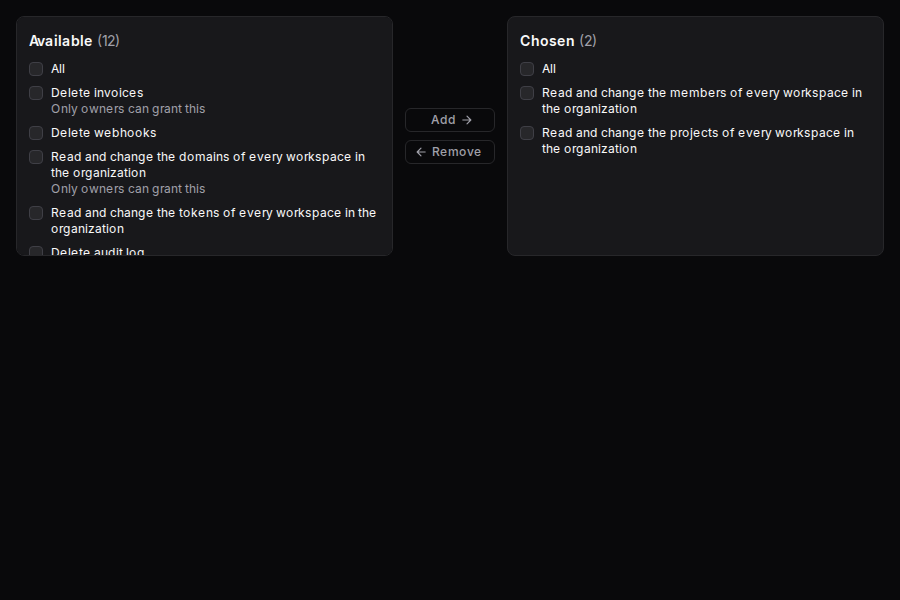 Available (12)
All
Delete invoices
Only owners can grant this
Delete webhooks
Read and change the domains of every workspace in
the organization
Only owners can grant this
Read and change the tokens of every workspace in the
organization
Delete audit log
Add →
← Remove
Chosen (2)
All
Read and change the members of every workspace in
the organization
Read and change the projects of every workspace in
the organization